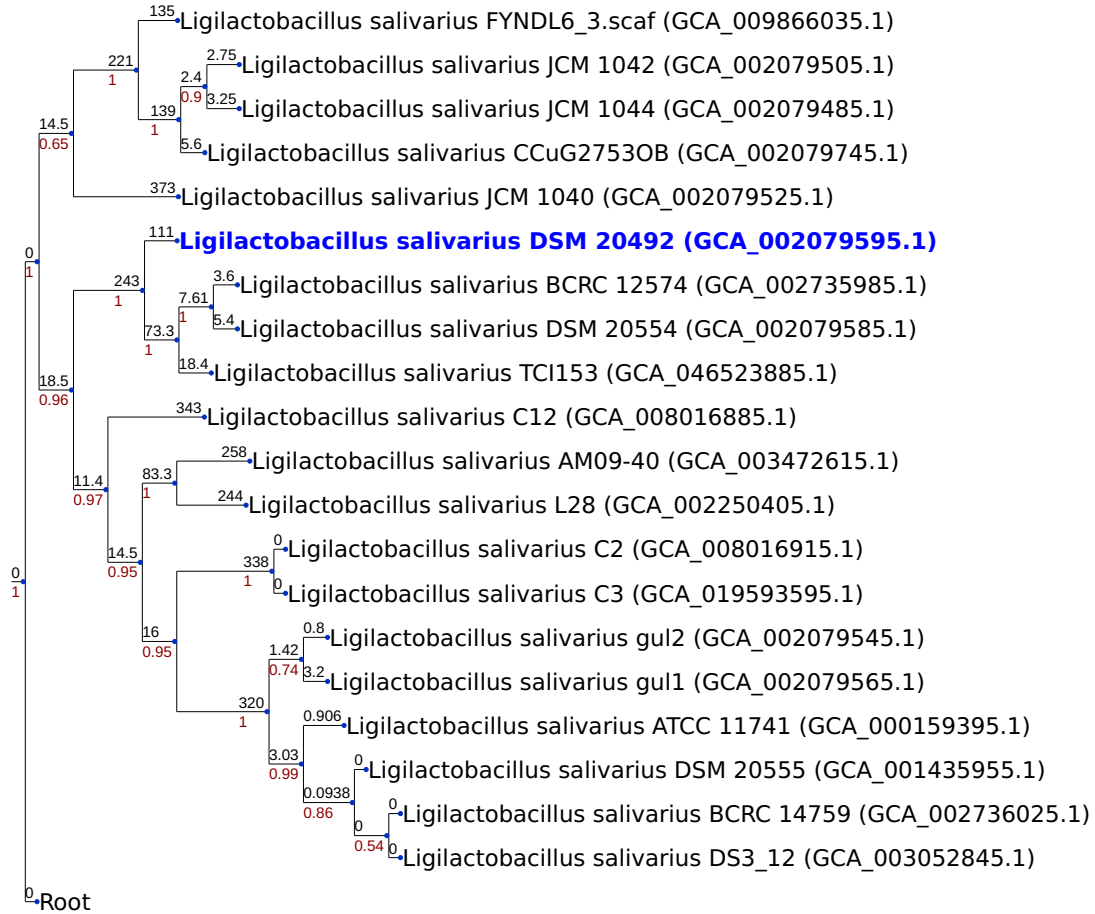 135
Ligilactobacillus salivarius FYNDL6_3.scaf (GCA_009866035.1)
221
1
2.75
Ligilactobacillus salivarius JCM 1042 (GCA_002079505.1)
2.4
0.9
3.25
Ligilactobacillus salivarius JCM 1044 (GCA_002079485.1)
139
1
14.5
0.65
5.6
Ligilactobacillus salivarius CCuG2753OB (GCA_002079745.1)
373
Ligilactobacillus salivarius JCM 1040 (GCA_002079525.1)
0
1
111
Ligilactobacillus salivarius DSM 20492 (GCA_002079595.1)
243
1
3.6
Ligilactobacillus salivarius BCRC 12574 (GCA_002735985.1)
7.61
1
5.4
Ligilactobacillus salivarius DSM 20554 (GCA_002079585.1)
73.3
1
18.4
Ligilactobacillus salivarius TCI153 (GCA_046523885.1)
18.5
0.96
343
Ligilactobacillus salivarius C12 (GCA_008016885.1)
258
Ligilactobacillus salivarius AM09-40 (GCA_003472615.1)
83.3
1
11.4
0.97
244
Ligilactobacillus salivarius L28 (GCA_002250405.1)
14.5
0.95
0
Ligilactobacillus salivarius C2 (GCA_008016915.1)
338
1
0
Ligilactobacillus salivarius C3 (GCA_019593595.1)
0
1
16
0.95
0.8
Ligilactobacillus salivarius gul2 (GCA_002079545.1)
1.42
0.74
3.2
Ligilactobacillus salivarius gul1 (GCA_002079565.1)
320
1
0.906
Ligilactobacillus salivarius ATCC 11741 (GCA_000159395.1)
3.03
0.99
0
Ligilactobacillus salivarius DSM 20555 (GCA_001435955.1)
0.0938
0.86
0
Ligilactobacillus salivarius BCRC 14759 (GCA_002736025.1)
0
0.54
0
Ligilactobacillus salivarius DS3_12 (GCA_003052845.1)
0
Root